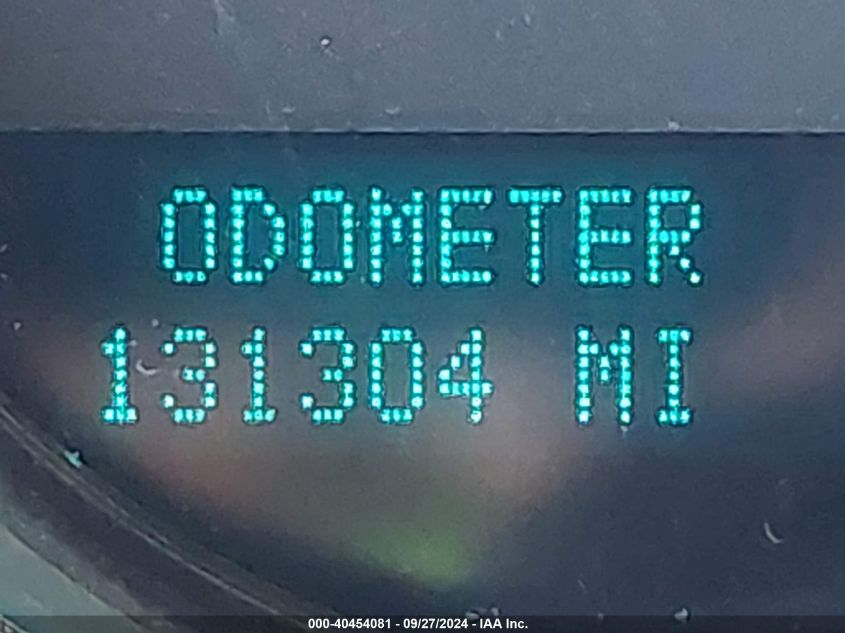 ODOMETER
131304 MI
000-40454081 - 09/27/2024 - IAA Inc.